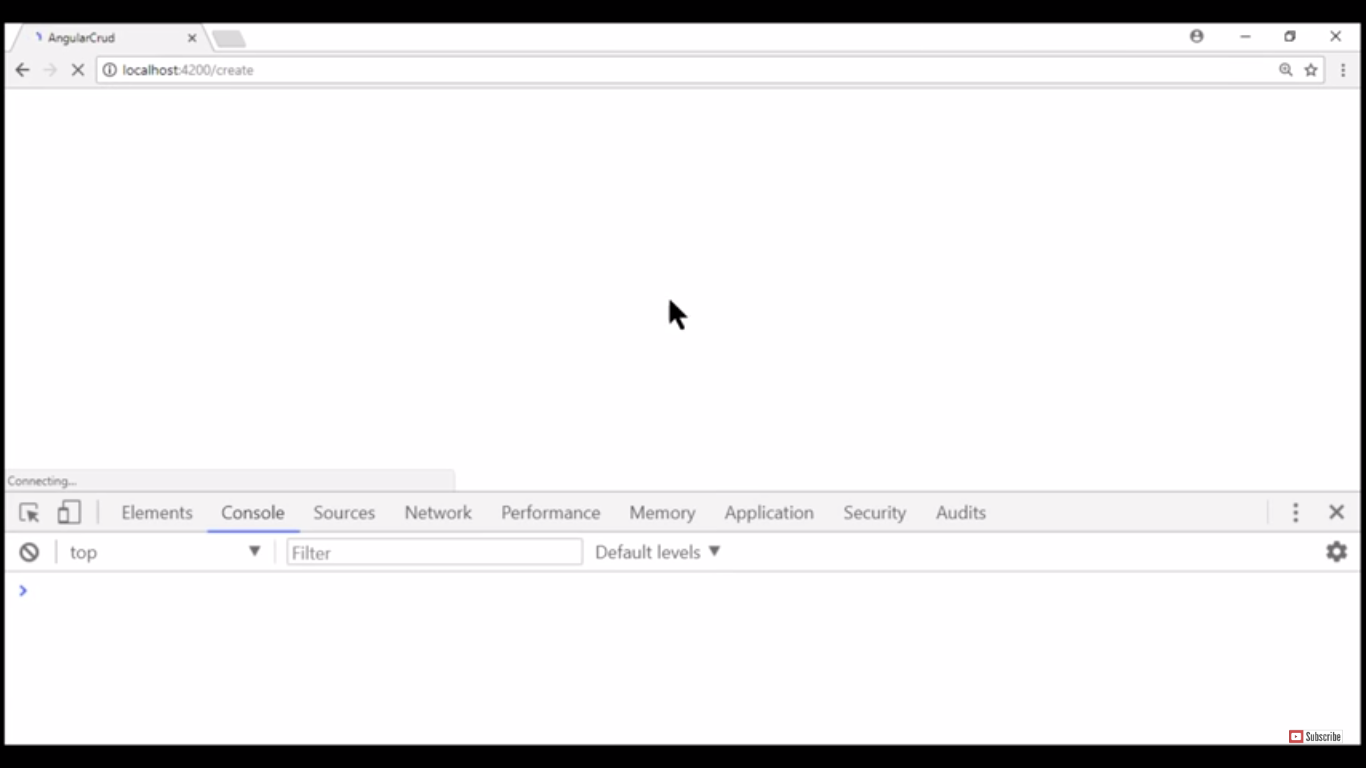 AngularCrud
localhost:4200/create
Connecting...
Elements Console Sources Network Performance Memory Application Security Audits
top Filter Default levels
Subscribe